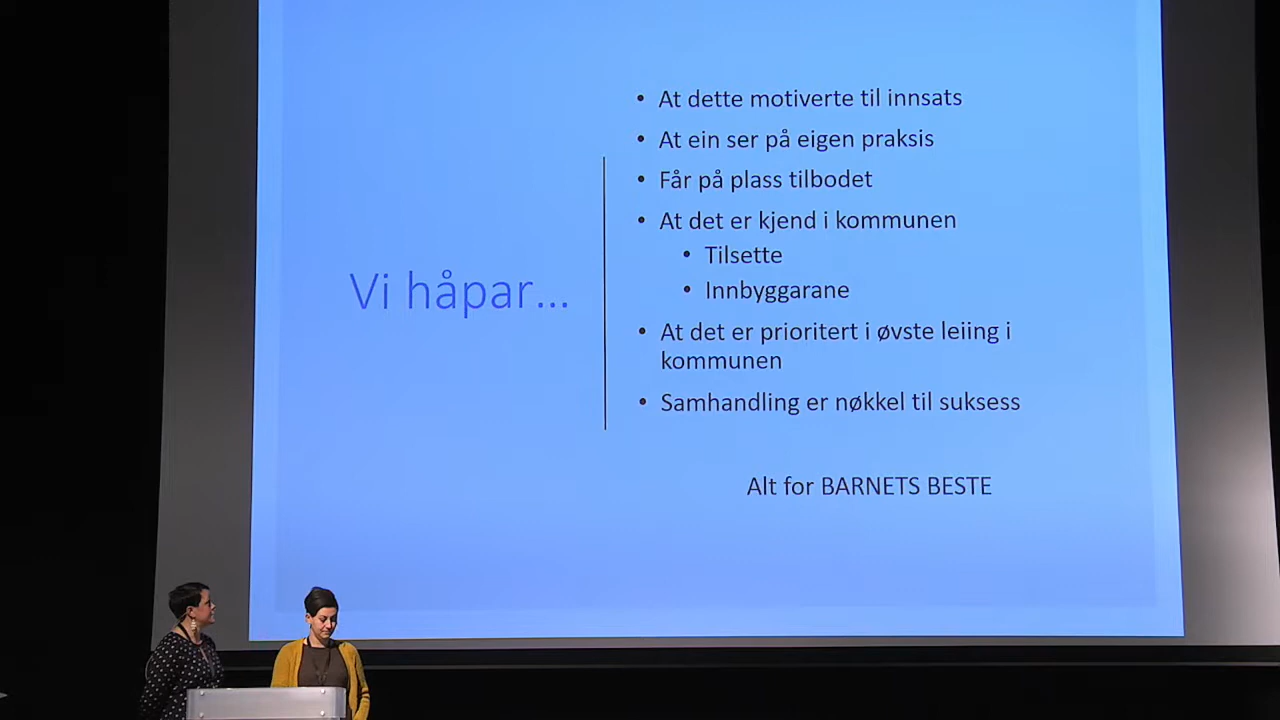 Vi håpar...
At dette motiverte til innsats
At ein ser på eigen praksis
Får på plass tilbodet
At det er kjend i kommunen
Tilsette
Innbyggarane
At det er prioritert i øvste leiing i
kommunen
Samhandling er nøkkel til suksess
Alt for BARNETS BESTE